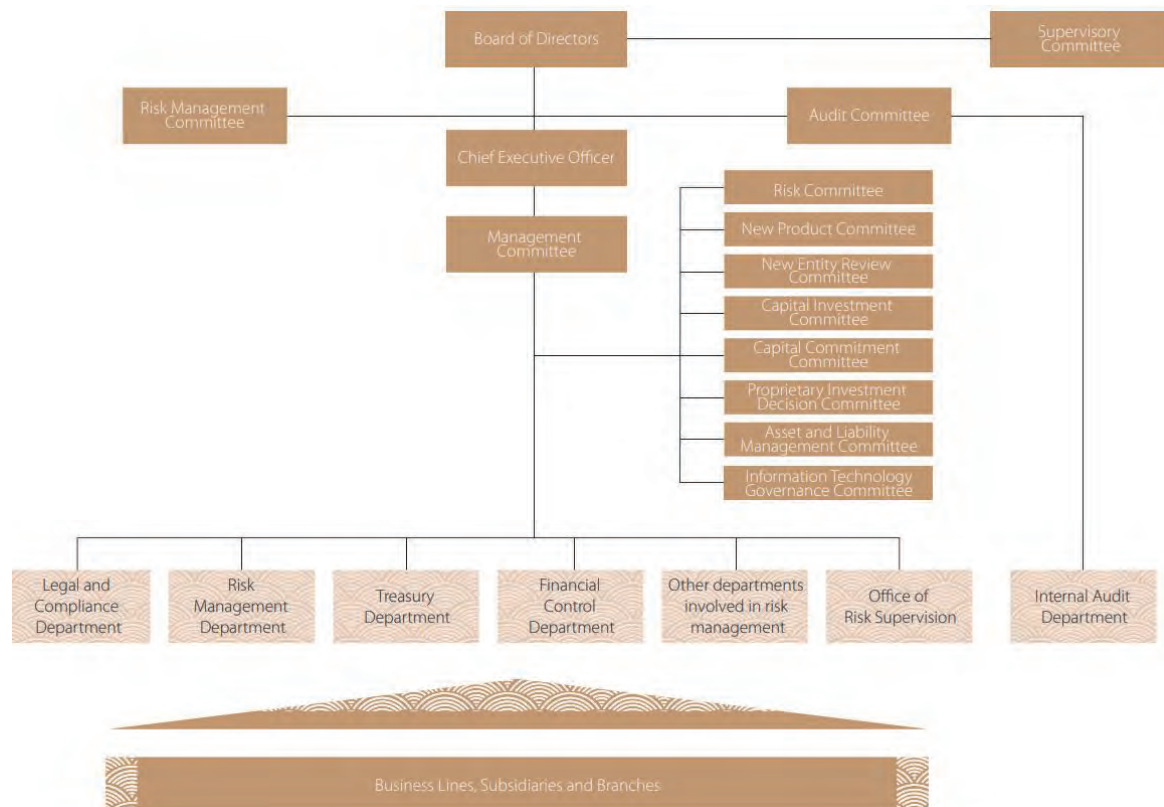 Board of Directors
Supervisory
Committee
Risk Management
Committee
Audit Committee
Chief Executive Officer
Management
Committee
Risk Committee
New Product Committee
New Entity Review
Committee
Capital Investment
Committee
Capital Commitment
Committee
Proprietary Investment
Decision Committee
Asset and Liability
Management Committee
Information Technology
Governance Committee
Legal and
Compliance
Department
Risk
Management
Department
Treasury
Department
Financial
Control
Department
Other departments
involved in risk
management
Office of
Risk Supervision
Internal Audit
Department
Business Lines, Subsidiaries and Branches